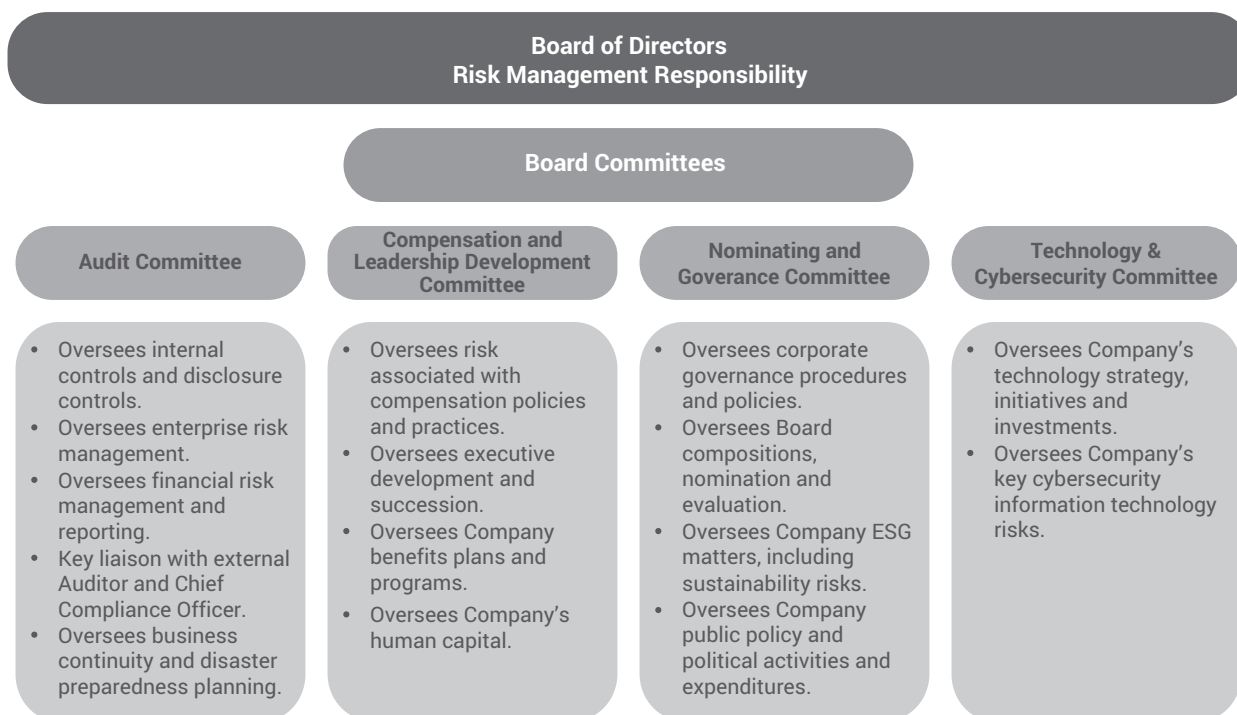 Board of Directors
Risk Management Responsibility
Board Committees
Audit Committee
• Oversees internal
controls and disclosure
controls.
• Oversees enterprise risk
management.
• Oversees financial risk
management and
reporting.
• Key liaison with external
Auditor and Chief
Compliance Officer.
• Oversees business
continuity and disaster
preparedness planning.
Compensation and
Leadership Development
Committee
• Oversees risk
associated with
compensation policies
and practices.
• Oversees executive
development and
succession.
• Oversees Company
benefits plans and
programs.
• Oversees Company's
human capital.
Nominating and
Goverance Committee
• Oversees corporate
governance procedures
and policies.
• Oversees Board
compositions,
nomination and
evaluation.
• Oversees Company ESG
matters, including
sustainability risks.
• Oversees Company
public policy and
political activities and
expenditures.
Technology &
Cybersecurity Committee
• Oversees Company's
technology strategy,
initiatives and
investments.
• Oversees Company's
key cybersecurity
information technology
risks.